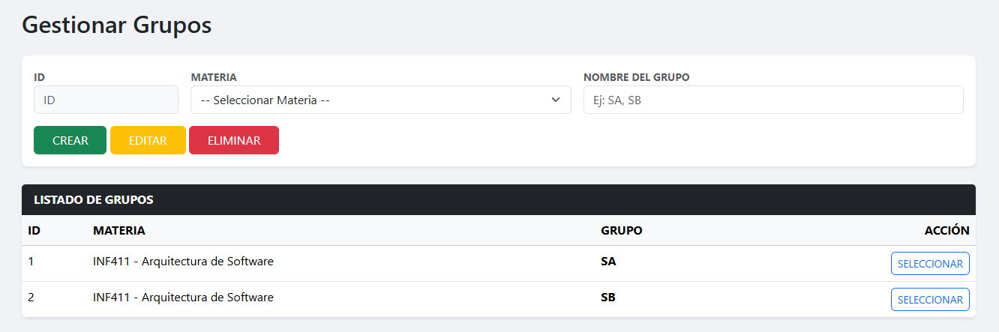 Gestionar Grupos
ID MATERIA NOMBRE DEL GRUPO
ID -- Seleccionar Materia -- Ej: SA, SB
CREAR EDITAR ELIMINAR
LISTADO DE GRUPOS
ID MATERIA GRUPO ACCIÓN
1 INF411 - Arquitectura de Software SA SELECCIONAR
2 INF411 - Arquitectura de Software SB SELECCIONAR